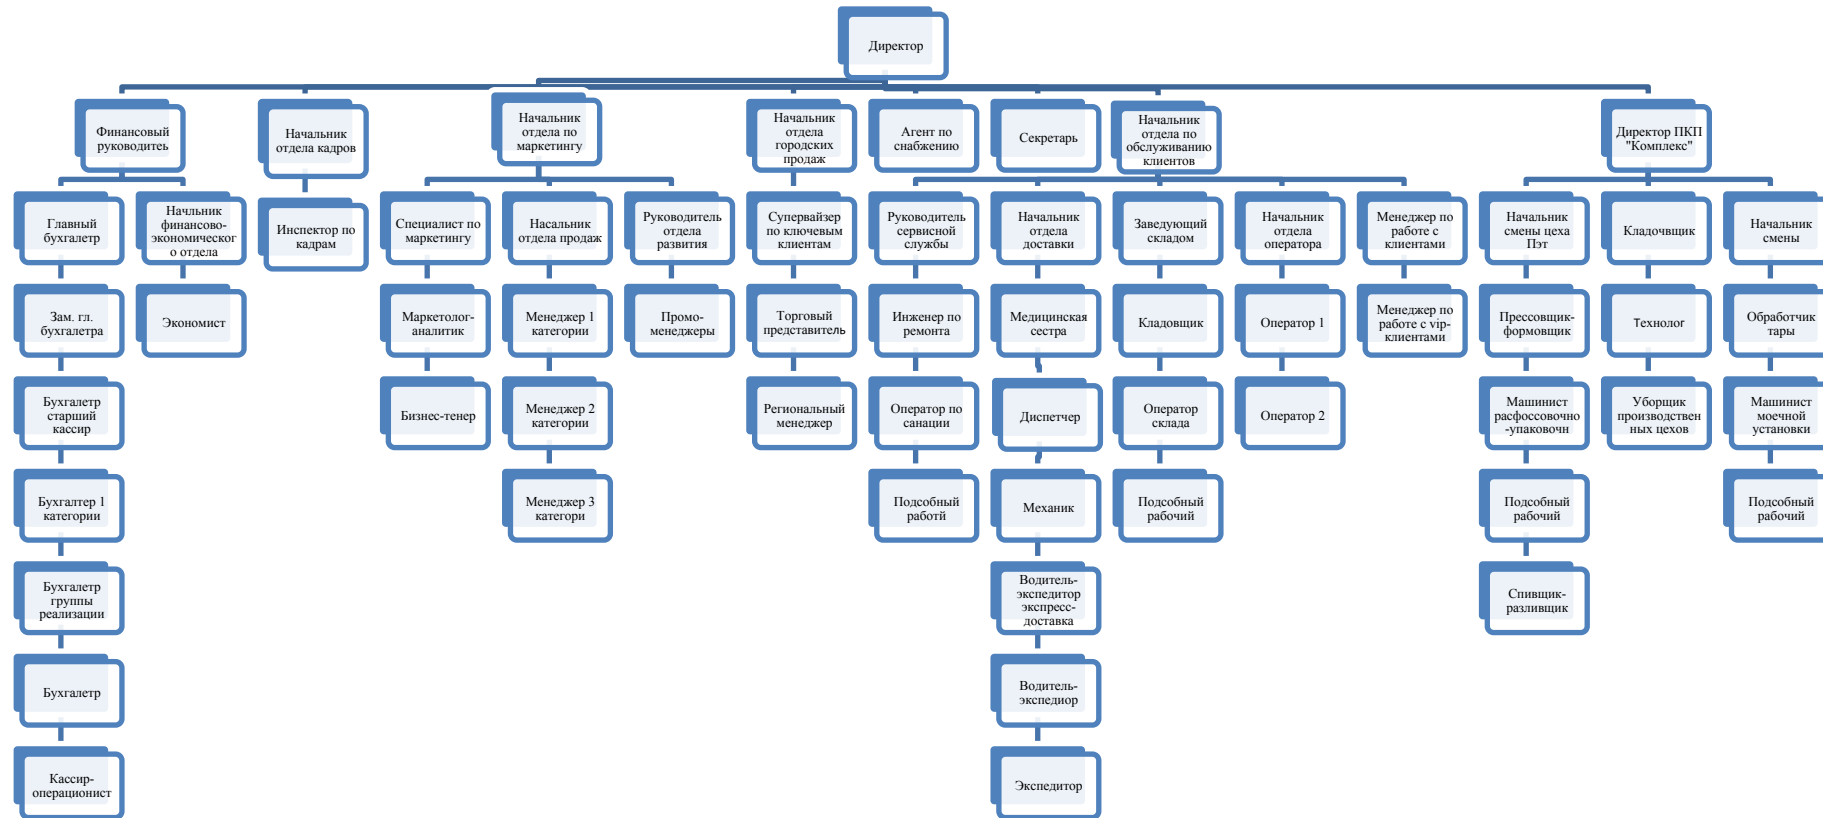 Директор
Финансовый
руководитеь
Начальник
отдела кадров
Начальник
отдела по
маркетингу
Начальник
отдела
городских
продаж
Агент по
снабжению
Секретарь
Начальник
отдела по
обслуживанию
клиентов
Директор ПКП
"Комплекс"
Главный
бухгалетр
Начльник
финансово-
экономическог
о отдела
Инспектор по
кадрам
Специалист по
маркетингу
Насальник
отдела продаж
Руководитель
отдела
развития
Супервайзер
по ключевым
клиентам
Руководитель
сервисной
службы
Начальник
отдела
доставки
Заведующий
складом
Начальник
отдела
оператора
Менеджер по
работе с
клиентами
Начальник
смены цеха
Пэт
Кладочвщик
Начальник
смены
Зам. гл.
бухгалетра
Экономист
Маркетолог-
аналитик
Менеджер 1
категории
Промо-
менеджеры
Торговый
представитель
Инженер по
ремонта
Медицинская
сестра
Кладовщик
Оператор 1
Менеджер по
работе с vip-
клиентами
Прессовщик-
формовщик
Технолог
Обработчик
тары
Бухгалетр
старший
кассир
Бизнес-тенер
Менеджер 2
категории
Региональный
менеджер
Оператор по
санации
Диспетчер
Оператор
склада
Оператор 2
Машинист
расфоссовочно
-упаковочн
Уборщик
производствен
ных цехов
Машинист
моечной
установки
Бухгалтер 1
категории
Менеджер 3
категори
Подсобный
работй
Механик
Подсобный
рабочий
Подсобный
рабочий
Подсобный
рабочий
Бухгалетр
группы
реализации
Водитель-
экспедитор
экспресс-
доставка
Спивщик-
разливщик
Бухгалетр
Водитель-
экспедиор
Кассир-
операционист
Экспедитор